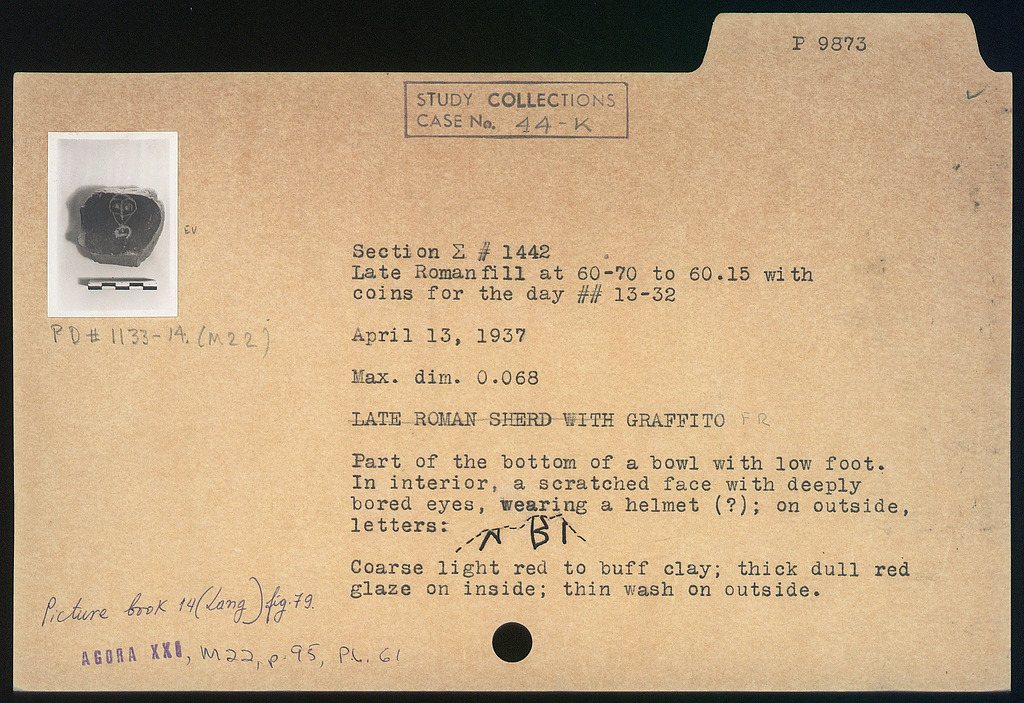 P 9873
STUDY COLLECTIONS
CASE No. 44-K
EV
PD # 1133-14. (M22)
Section Σ # 1442
Late Roman fill at 60-70 to 60.15 with
coins for the day ## 13-32
April 13, 1937
Max. dim. 0.068
LATE ROMAN SHERD WITH GRAFFITO FR
Part of the bottom of a bowl with low foot.
In interior, a scratched face with deeply
bored eyes, wearing a helmet (?); on outside,
letters:
Coarse light red to buff clay; thick dull red
glaze on inside; thin wash on outside.
Picture book 14 (Lang) fig. 79.
AGORA XXI, M22, p. 95, PL. 61